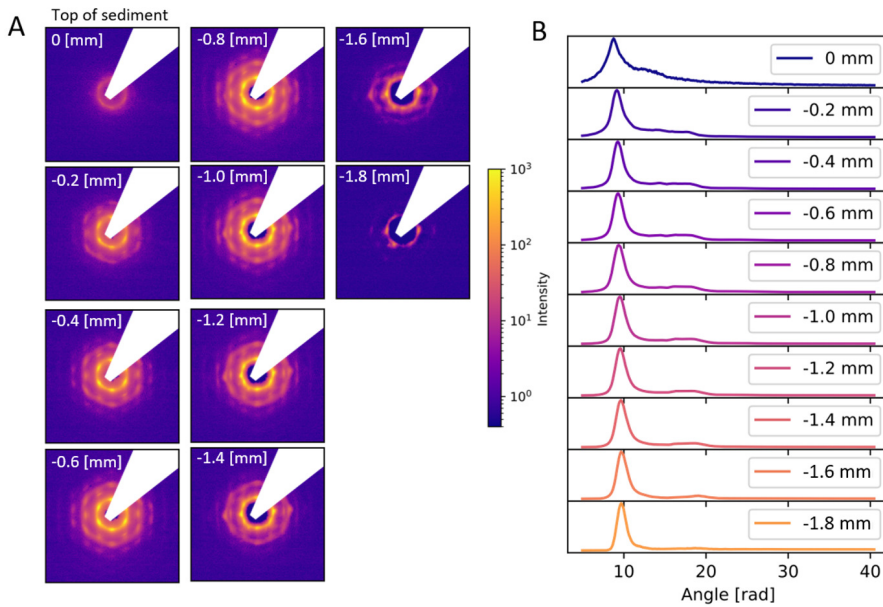 A
Top of sediment
0 [mm]
-0.2 [mm]
-0.4 [mm]
-0.6 [mm]
-0.8 [mm]
-1.0 [mm]
-1.2 [mm]
-1.4 [mm]
-1.6 [mm]
-1.8 [mm]
10³
10²
10¹
10⁰
Intensity
B
0 mm
-0.2 mm
-0.4 mm
-0.6 mm
-0.8 mm
-1.0 mm
-1.2 mm
-1.4 mm
-1.6 mm
-1.8 mm
10 20 30 40
Angle [rad]